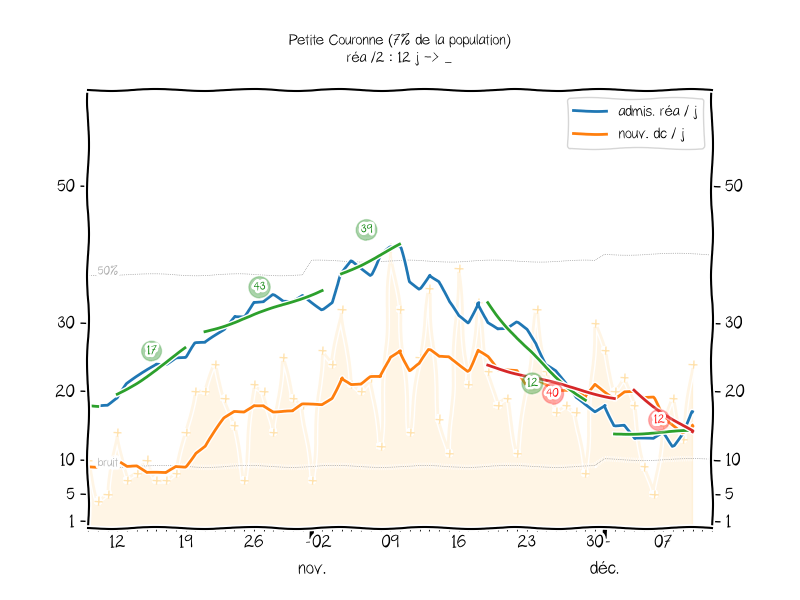 Petite Couronne (7% de la population)
réa /2 : 12 j -> _
admis. réa / j
nouv. dc / j
50 50
39
50%
43
30 30
17
12
40
20 20
12
bruit
10 10
5 5
1 1
12 19 26 02 09 16 23 30 07
nov. déc.